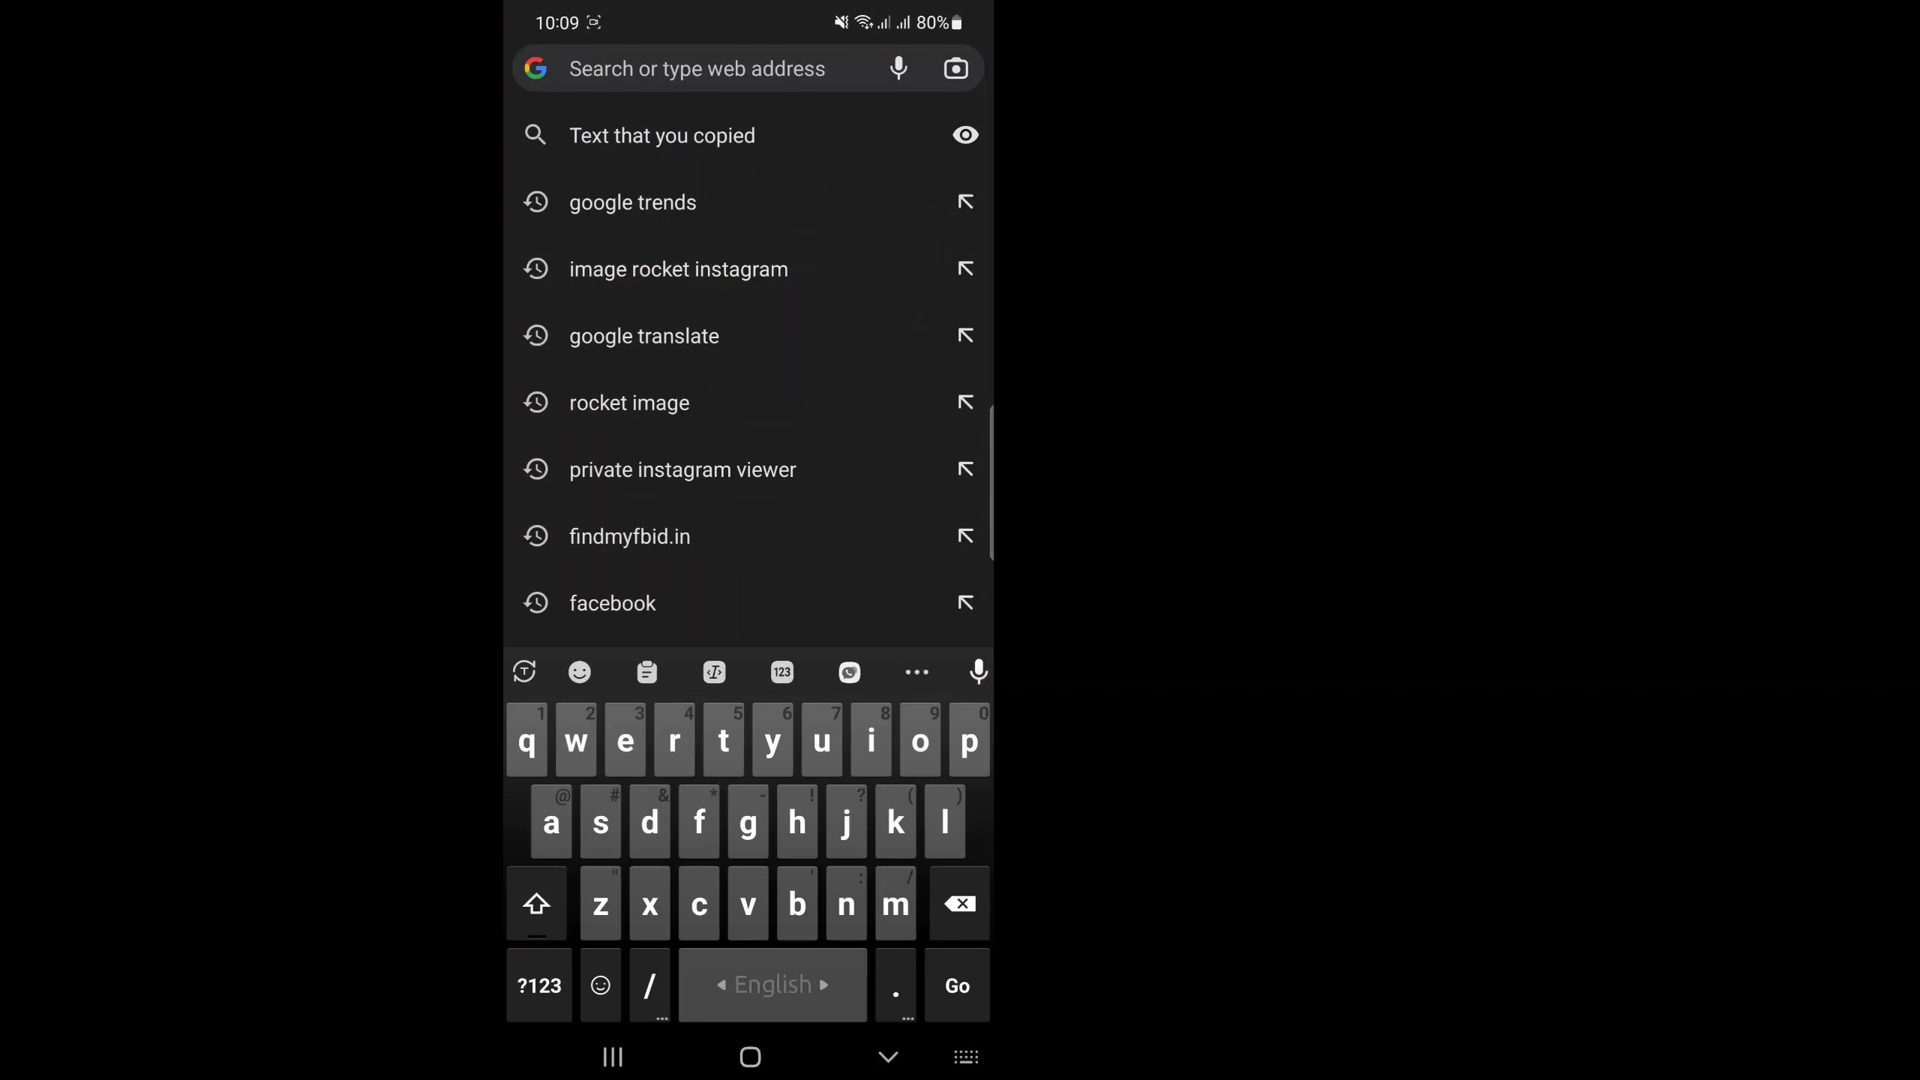 10:09 80%
Search or type web address
Text that you copied
google trends
image rocket instagram
google translate
rocket image
private instagram viewer
findmyfbid.in
facebook
123
1 2 3 4 5 6 7 8 9 0
q w e r t y u i o p
@ # & * - ! ? ( )
a s d f g h j k l
" ' : /
z x c v b n m
?123 / English . Go